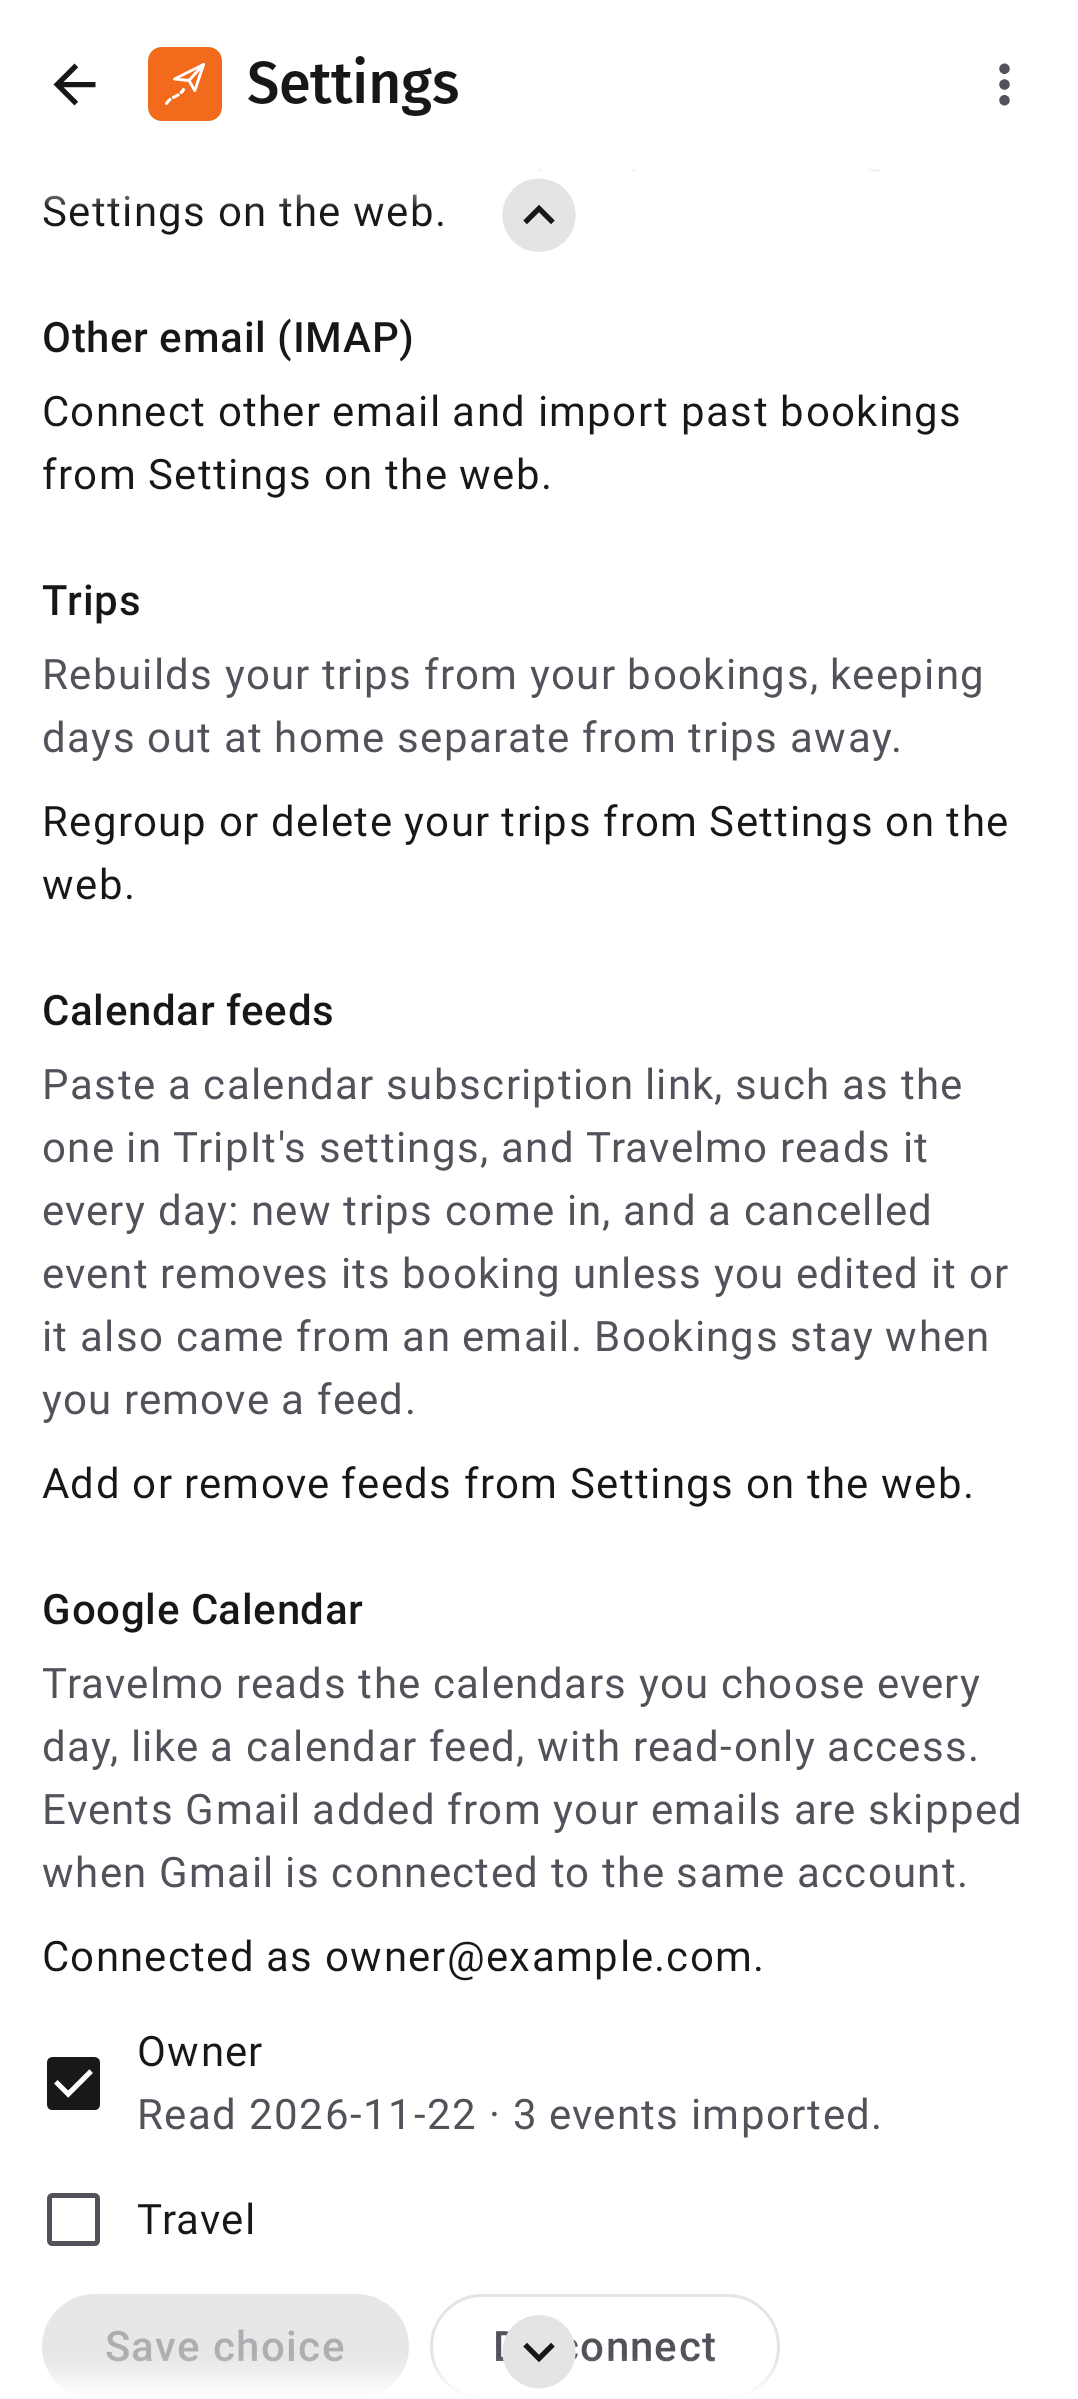 Settings
Settings on the web.
Other email (IMAP)
Connect other email and import past bookings
from Settings on the web.
Trips
Rebuilds your trips from your bookings, keeping
days out at home separate from trips away.
Regroup or delete your trips from Settings on the
web.
Calendar feeds
Paste a calendar subscription link, such as the
one in TripIt's settings, and Travelmo reads it
every day: new trips come in, and a cancelled
event removes its booking unless you edited it or
it also came from an email. Bookings stay when
you remove a feed.
Add or remove feeds from Settings on the web.
Google Calendar
Travelmo reads the calendars you choose every
day, like a calendar feed, with read-only access.
Events Gmail added from your emails are skipped
when Gmail is connected to the same account.
Connected as owner@example.com.
Owner
Read 2026-11-22 · 3 events imported.
Travel
Save choice